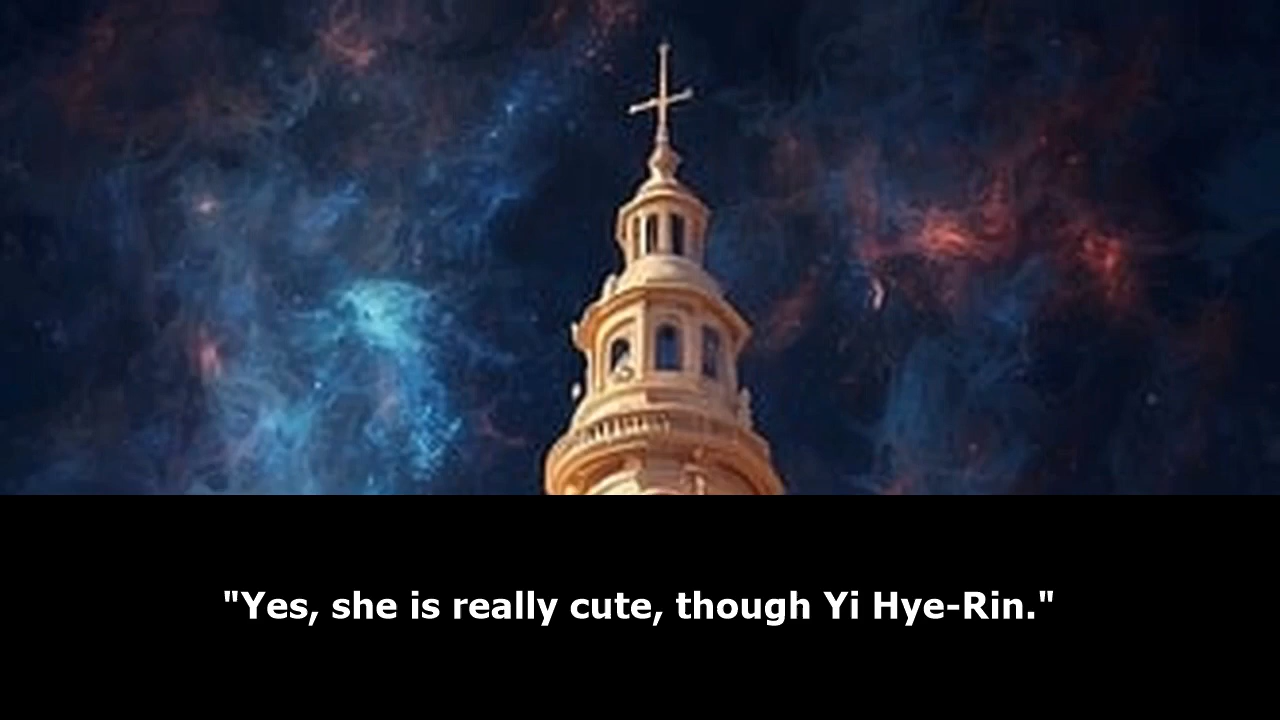 "Yes, she is really cute, though Yi Hye-Rin."